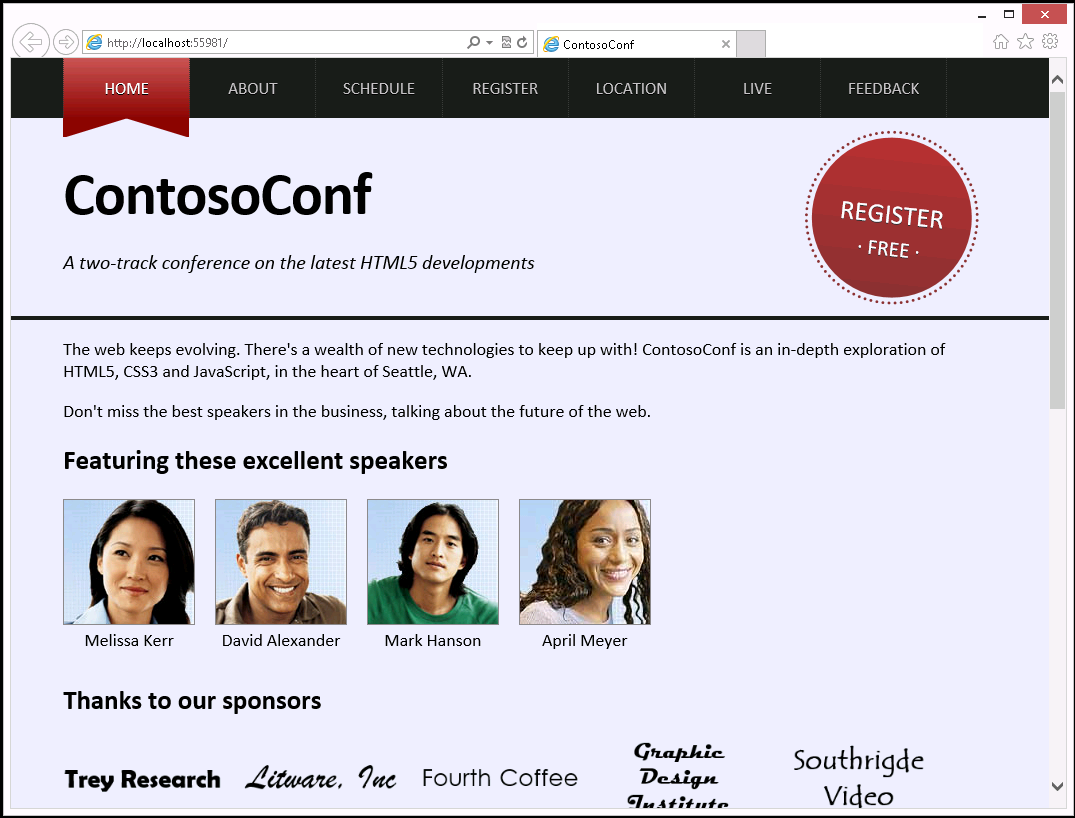 http://localhost:55981/
ContosoConf
HOME
ABOUT
SCHEDULE
REGISTER
LOCATION
LIVE
FEEDBACK
ContosoConf
A two-track conference on the latest HTML5 developments
REGISTER
· FREE ·
The web keeps evolving. There's a wealth of new technologies to keep up with! ContosoConf is an in-depth exploration of
HTML5, CSS3 and JavaScript, in the heart of Seattle, WA.
Don't miss the best speakers in the business, talking about the future of the web.
Featuring these excellent speakers
Melissa Kerr
David Alexander
Mark Hanson
April Meyer
Thanks to our sponsors
Trey Research
Litware, Inc
Fourth Coffee
Graphic
Design
Institute
Southrigde
Video